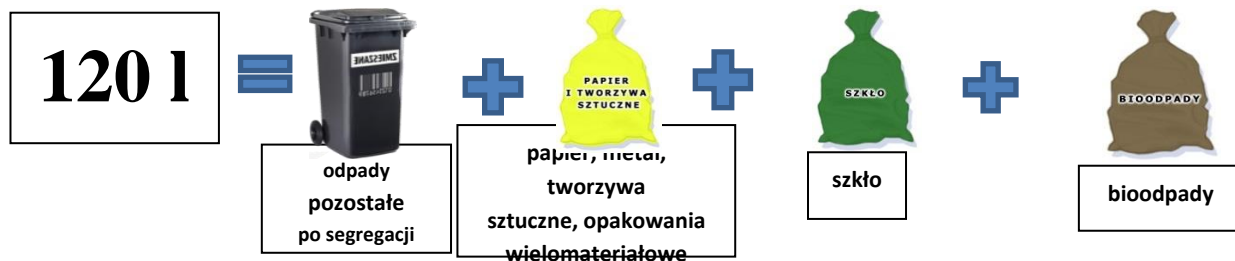 120 l
ZMIESZANE
PAPIER
I TWORZYWA
SZTUCZNE
SZKŁO
BIOODPADY
odpady
pozostałe
po segregacji
papier, metal,
tworzywa
sztuczne, opakowania
wielomateriałowe
szkło
bioodpady